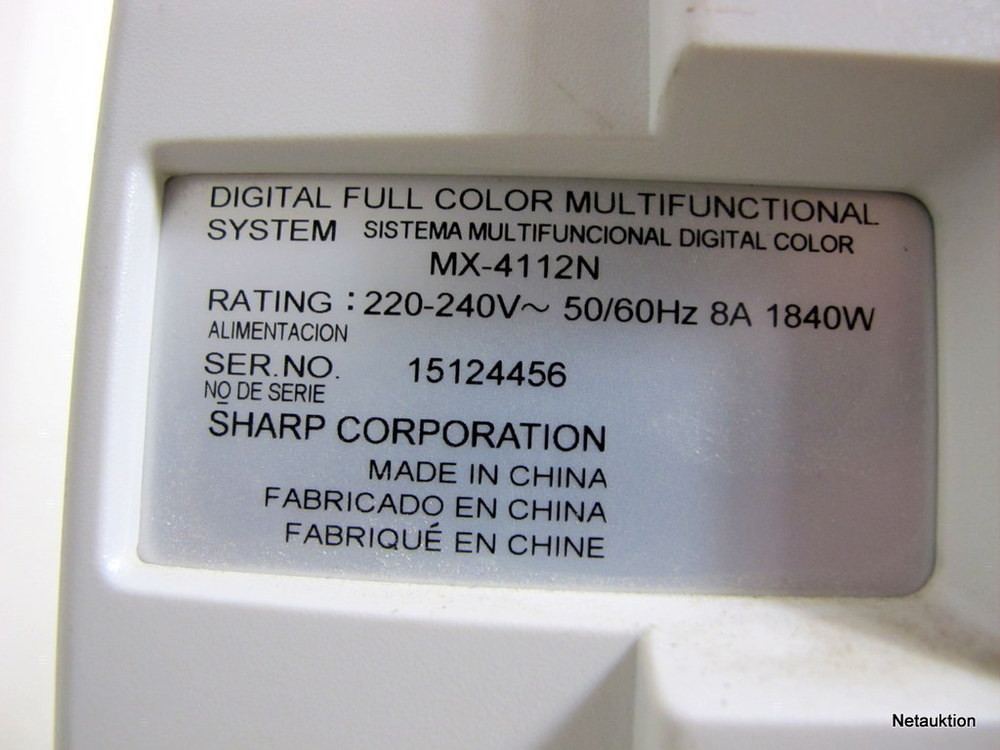 DIGITAL FULL COLOR MULTIFUNCTIONAL
SYSTEM SISTEMA MULTIFUNCIONAL DIGITAL COLOR
MX-4112N
RATING : 220-240V～ 50/60Hz 8A 1840W
ALIMENTACION
SER.NO. 15124456
NO DE SERIE
SHARP CORPORATION
MADE IN CHINA
FABRICADO EN CHINA
FABRIQUÉ EN CHINE
Netauktion